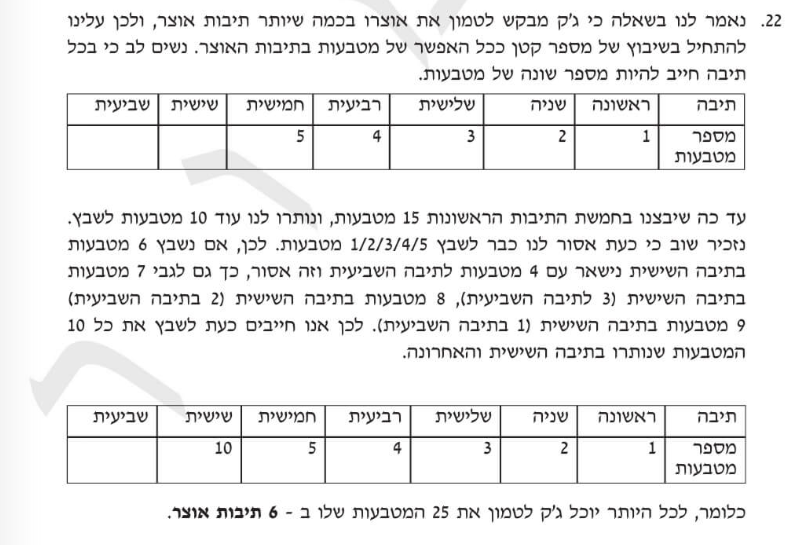 22. נאמר לנו בשאלה כי ג'ק מבקש לטמון את אוצרו בכמה שיותר תיבות אוצר, ולכן עלינו
להתחיל בשיבוץ של מספר קטן ככל האפשר של מטבעות בתיבות האוצר. נשים לב כי בכל
תיבה חייב להיות מספר שונה של מטבעות.
תיבה ראשונה שניה שלישית רביעית חמישית שישית שביעית
מספר 1 2 3 4 5
מטבעות
עד כה שיבצנו בחמשת התיבות הראשונות 15 מטבעות, ונותרו לנו עוד 10 מטבעות לשבץ.
נזכיר שוב כי כעת אסור לנו כבר לשבץ 1/2/3/4/5 מטבעות. לכן, אם נשבץ 6 מטבעות
בתיבה השישית נישאר עם 4 מטבעות לתיבה השביעית וזה אסור, כך גם לגבי 7 מטבעות
בתיבה השישית (3 לתיבה השביעית), 8 מטבעות בתיבה השישית (2 בתיבה השביעית)
9 מטבעות בתיבה השישית (1 בתיבה השביעית). לכן אנו חייבים כעת לשבץ את כל 10
המטבעות שנותרו בתיבה השישית והאחרונה.
תיבה ראשונה שניה שלישית רביעית חמישית שישית שביעית
מספר 1 2 3 4 5 10
מטבעות
כלומר, לכל היותר יוכל ג'ק לטמון את 25 המטבעות שלו ב - 6 תיבות אוצר.